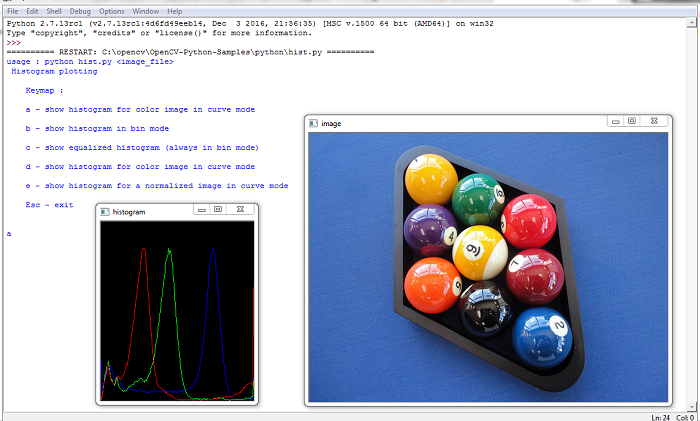 File Edit Shell Debug Options Window Help
Python 2.7.13rc1 (v2.7.13rc1:4d6fd49eeb14, Dec  3 2016, 21:56:35) [MSC v.1500 64 bit (AMD64)] on win32
Type "copyright", "credits" or "license()" for more information.
>>>
========== RESTART: C:\opencv\OpenCV-Python-Samples\python\hist.py ==========
usage : python hist.py <image_file>
Histogram plotting
Keymap :
a - show histogram for color image in curve mode
b - show histogram in bin mode
c - show equalized histogram (always in bin mode)
d - show histogram for color image in curve mode
e - show histogram for a normalized image in curve mode
Esc - exit
a
histogram
image
1
6
4
9
7
2
Ln: 24 Col: 0